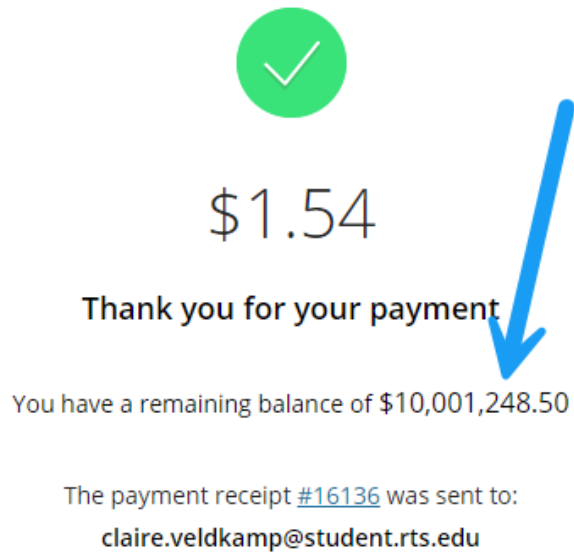 $1.54
Thank you for your payment
You have a remaining balance of $10,001,248.50
The payment receipt #16136 was sent to:
claire.veldkamp@student.rts.edu